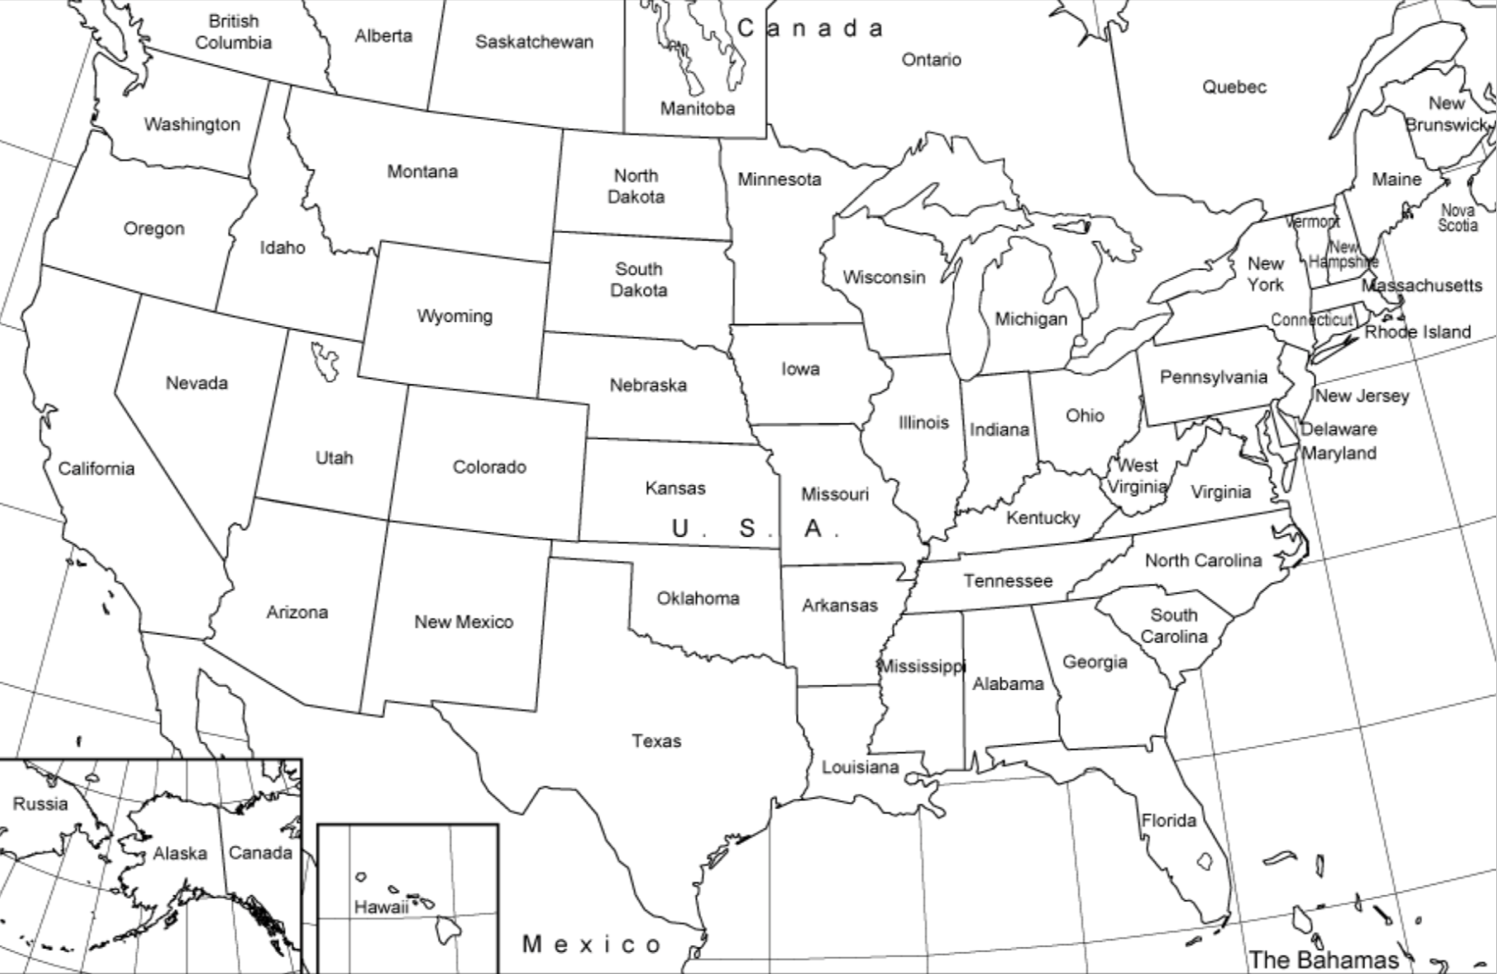 British
Columbia
Alberta
Saskatchewan
Manitoba
Canada
Ontario
Quebec
New
Brunswick
Nova
Scotia
Washington
Montana
North
Dakota
Minnesota
Maine
Vermont
New
Hampshire
Oregon
Idaho
South
Dakota
Wisconsin
Michigan
New
York
Massachusetts
Connecticut
Rhode Island
Wyoming
Nevada
Nebraska
Iowa
Illinois
Indiana
Ohio
Pennsylvania
New Jersey
Delaware
Maryland
California
Utah
Colorado
Kansas
Missouri
West
Virginia
Virginia
Kentucky
U. S. A.
Arizona
New Mexico
Oklahoma
Arkansas
Tennessee
North Carolina
South
Carolina
Mississippi
Alabama
Georgia
Texas
Louisiana
Florida
Russia
Alaska
Canada
Hawaii
Mexico
The Bahamas